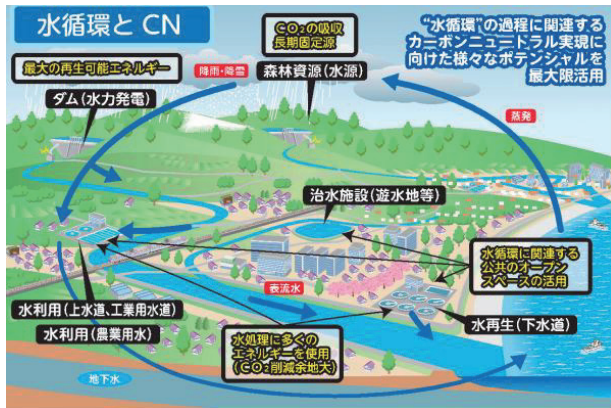 水循環とCN
CO₂の吸収
長期固定源
“水循環”の過程に関連する
カーボンニュートラル実現に
向けた様々なポテンシャルを
最大限活用
最大の再生可能エネルギー
降雨・降雪
森林資源(水源)
ダム(水力発電)
蒸発
治水施設(遊水地等)
水循環に関連する
公共のオープン
スペースの活用
表流水
水利用(上水道、工業用水道)
水利用(農業用水)
水処理に多くの
エネルギーを使用
(CO₂削減余地大)
水再生(下水道)
地下水